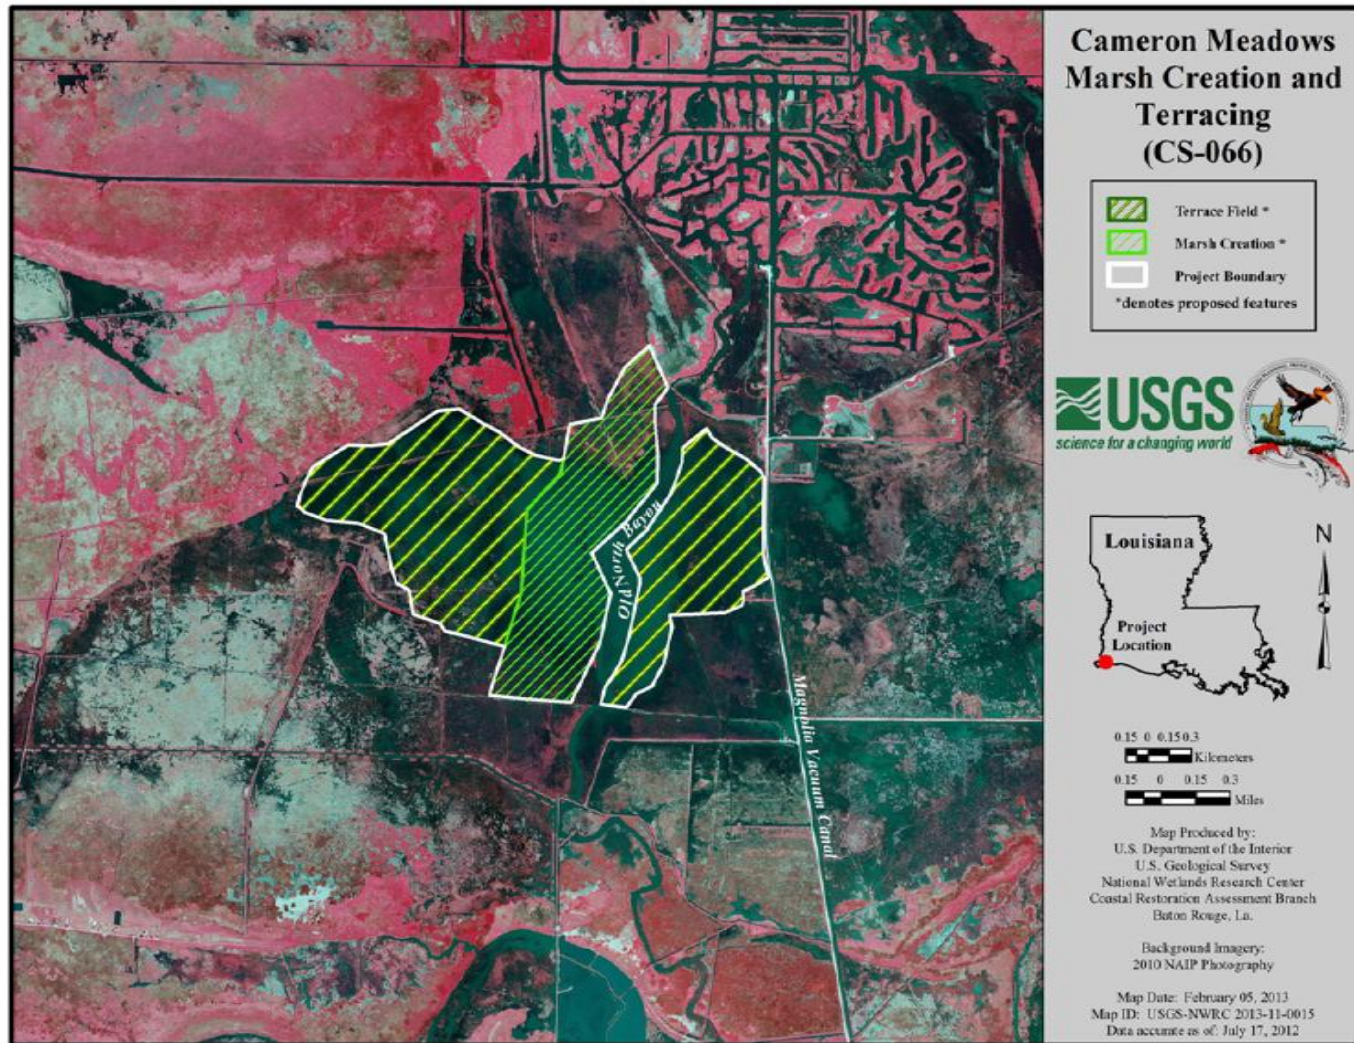 Cameron Meadows
Marsh Creation and
Terracing
(CS-066)
Terrace Field *
Marsh Creation *
Project Boundary
*denotes proposed features
USGS
science for a changing world
Louisiana
N
Project
Location
0.15 0 0.15 0.3
Kilometers
0.15 0 0.15 0.3
Miles
Map Produced by:
U.S. Department of the Interior
U.S. Geological Survey
National Wetlands Research Center
Coastal Restoration Assessment Branch
Baton Rouge, La.
Background Imagery:
2010 NAIP Photography
Map Date: February 05, 2013
Map ID: USGS-NWRC 2013-11-0015
Data accurate as of: July 17, 2012
Old North Bayou
Magnolia Vacuum Canal